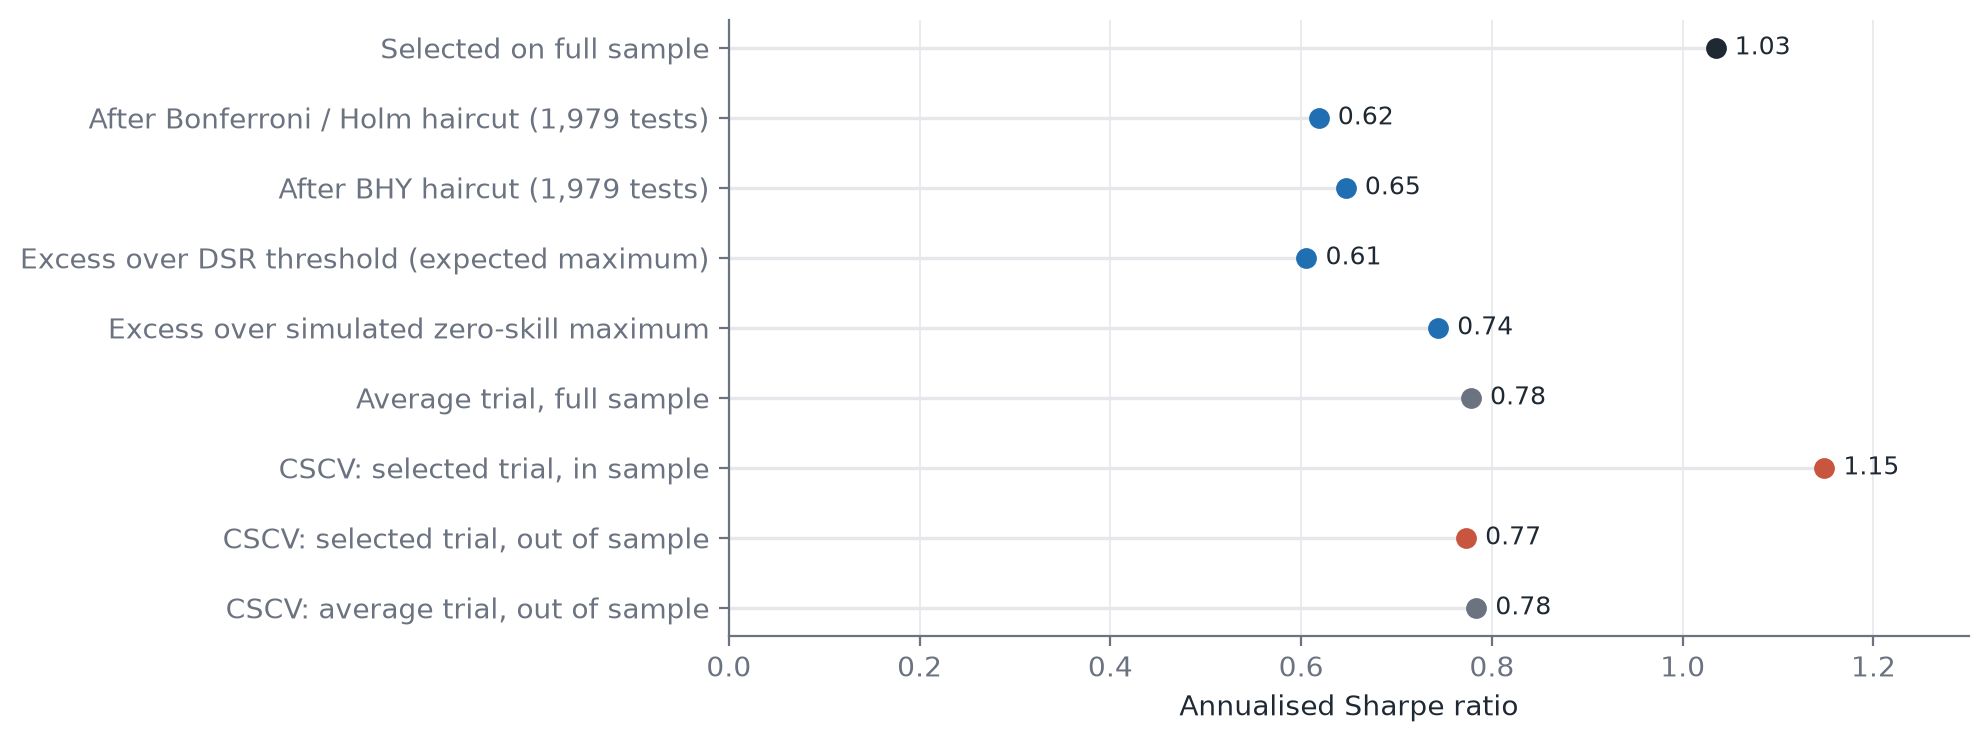 Selected on full sample 1.03
After Bonferroni / Holm haircut (1,979 tests) 0.62
After BHY haircut (1,979 tests) 0.65
Excess over DSR threshold (expected maximum) 0.61
Excess over simulated zero-skill maximum 0.74
Average trial, full sample 0.78
CSCV: selected trial, in sample 1.15
CSCV: selected trial, out of sample 0.77
CSCV: average trial, out of sample 0.78
0.0 0.2 0.4 0.6 0.8 1.0 1.2
Annualised Sharpe ratio